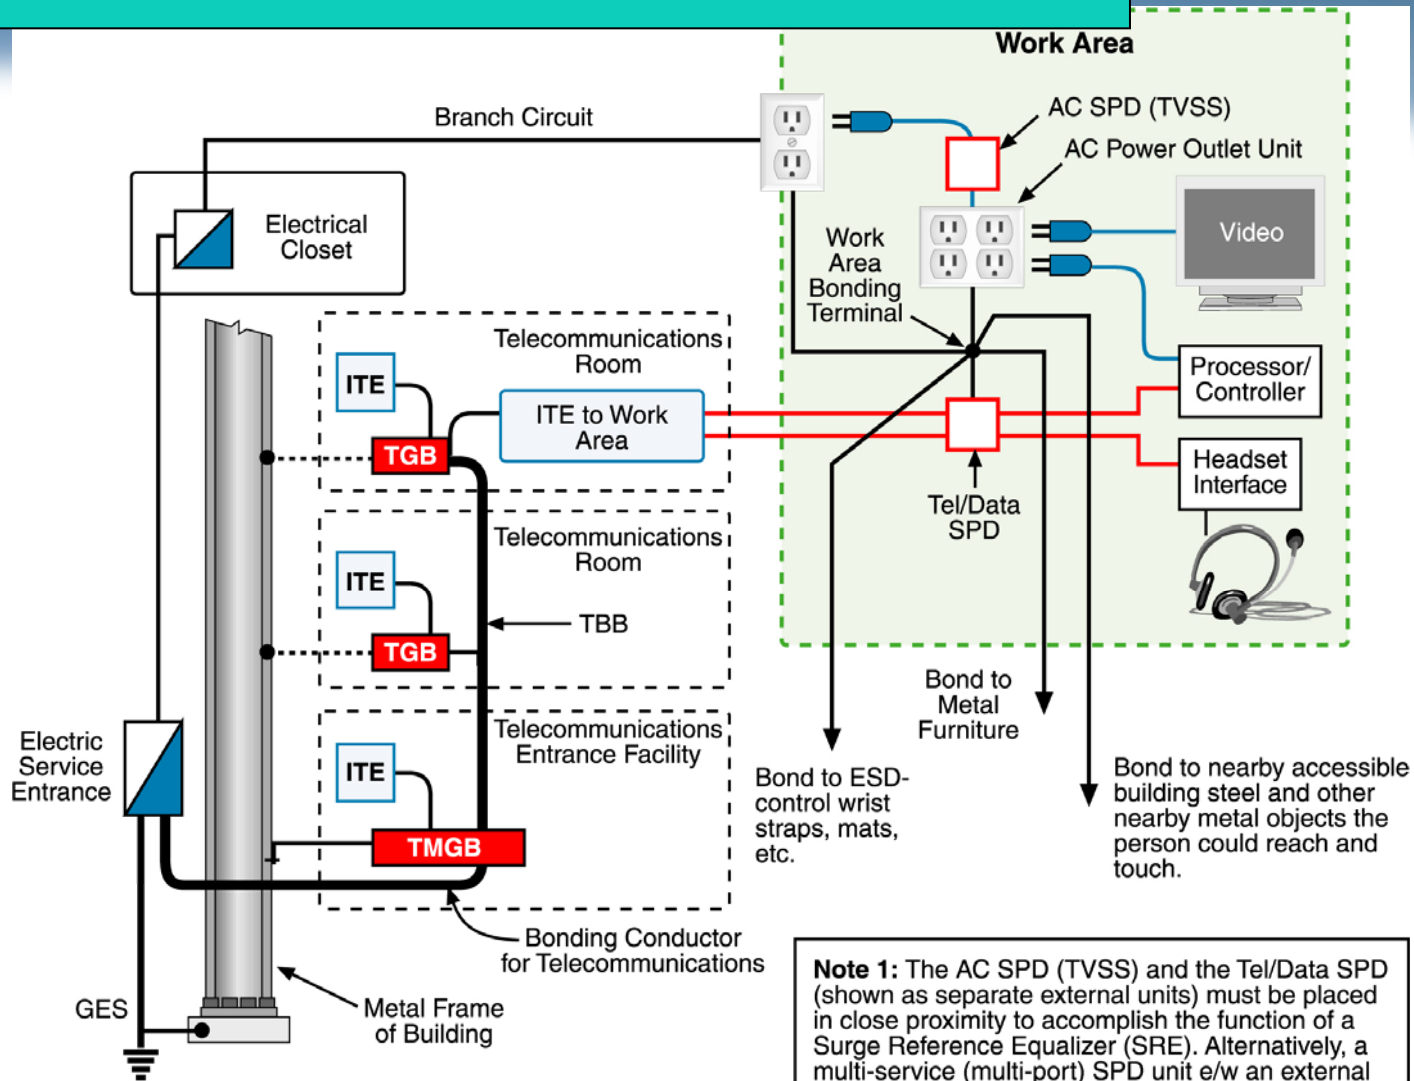 Work Area
Branch Circuit
AC SPD (TVSS)
AC Power Outlet Unit
Electrical
Closet
Work
Area
Bonding
Terminal
Video
Telecommunications
Room
ITE
ITE to Work
Area
TGB
Processor/
Controller
Headset
Interface
Tel/Data
SPD
Telecommunications
Room
ITE
TBB
TGB
Telecommunications
Entrance Facility
ITE
TMGB
Electric
Service
Entrance
Bond to
Metal
Furniture
Bond to ESD-
control wrist
straps, mats,
etc.
Bond to nearby accessible
building steel and other
nearby metal objects the
person could reach and
touch.
Bonding Conductor
for Telecommunications
GES
Metal Frame
of Building
Note 1: The AC SPD (TVSS) and the Tel/Data SPD
(shown as separate external units) must be placed
in close proximity to accomplish the function of a
Surge Reference Equalizer (SRE). Alternatively, a
multi-service (multi-port) SPD unit e/w an external